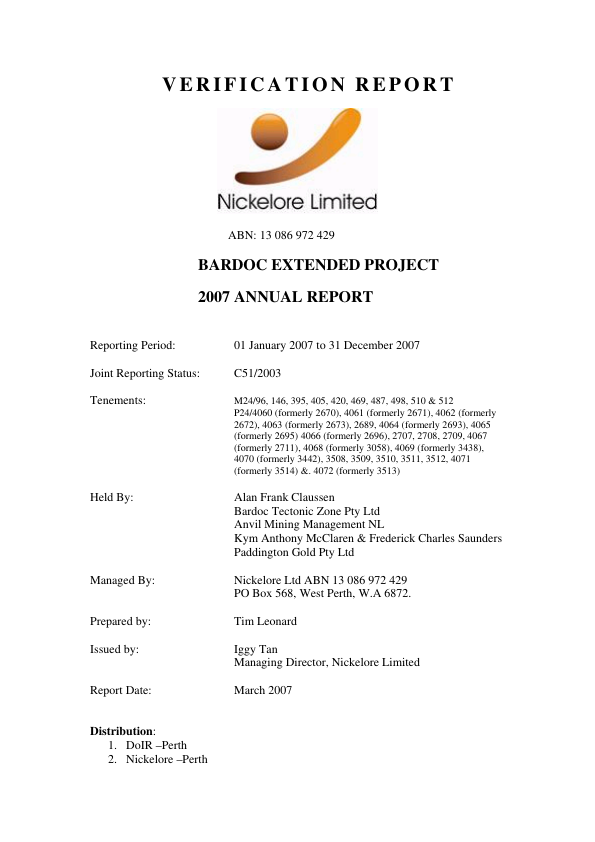 VERIFICATION REPORT
Nickelore Limited
ABN: 13 086 972 429
BARDOC EXTENDED PROJECT
2007 ANNUAL REPORT
Reporting Period: 01 January 2007 to 31 December 2007
Joint Reporting Status: C51/2003
Tenements: M24/96, 146, 395, 405, 420, 469, 487, 498, 510 & 512
P24/4060 (formerly 2670), 4061 (formerly 2671), 4062 (formerly
2672), 4063 (formerly 2673), 2689, 4064 (formerly 2693), 4065
(formerly 2695) 4066 (formerly 2696), 2707, 2708, 2709, 4067
(formerly 2711), 4068 (formerly 3058), 4069 (formerly 3438),
4070 (formerly 3442), 3508, 3509, 3510, 3511, 3512, 4071
(formerly 3514) &. 4072 (formerly 3513)
Held By: Alan Frank Claussen
Bardoc Tectonic Zone Pty Ltd
Anvil Mining Management NL
Kym Anthony McClaren & Frederick Charles Saunders
Paddington Gold Pty Ltd
Managed By: Nickelore Ltd ABN 13 086 972 429
PO Box 568, West Perth, W.A 6872.
Prepared by: Tim Leonard
Issued by: Iggy Tan
Managing Director, Nickelore Limited
Report Date: March 2007
Distribution:
1. DoIR –Perth
2. Nickelore –Perth